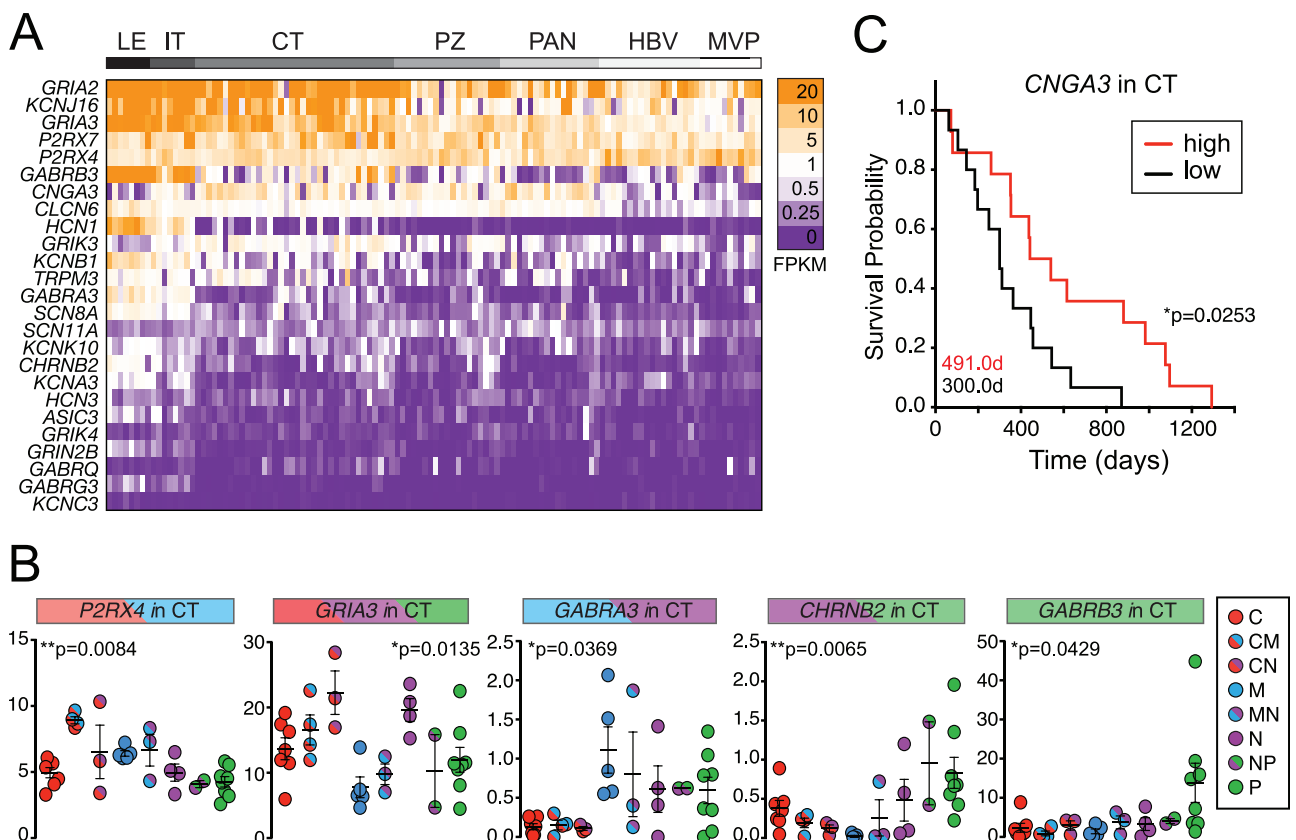 A
LE IT CT PZ PAN HBV MVP
GRIA2
KCNJ16
GRIA3
P2RX7
P2RX4
GABRB3
CNGA3
CLCN6
HCN1
GRIK3
KCNB1
TRPM3
GABRA3
SCN8A
SCN11A
KCNK10
CHRNB2
KCNA3
HCN3
ASIC3
GRIK4
GRIN2B
GABRQ
GABRG3
KCNC3
20
10
5
1
0.5
0.25
0
FPKM
C
CNGA3 in CT
high
low
Survival Probability
1.0
0.8
0.6
0.4
0.2
0.0
*p=0.0253
491.0d
300.0d
0 400 800 1200
Time (days)
B
P2RX4 in CT
15
10
5
0
**p=0.0084
GRIA3 in CT
30
20
10
0
*p=0.0135
GABRA3 in CT
2.5
2.0
1.5
1.0
0.5
0.0
*p=0.0369
CHRNB2 in CT
2.5
2.0
1.5
1.0
0.5
0.0
**p=0.0065
GABRB3 in CT
50
40
30
20
10
0
*p=0.0429
C
CM
CN
M
MN
N
NP
P